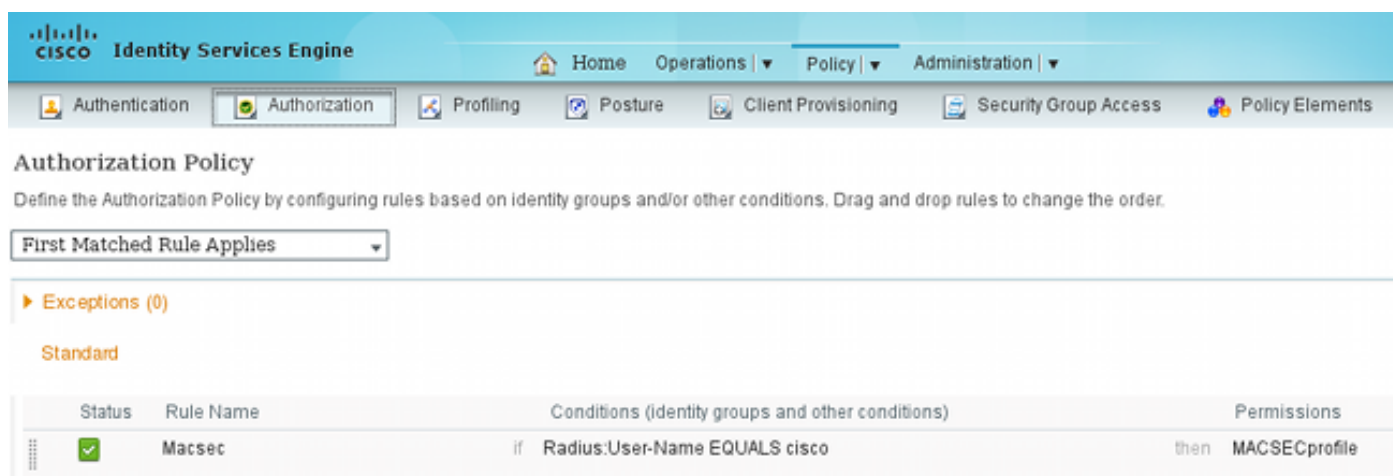 CISCO Identity Services Engine
Home Operations Policy Administration
Authentication Authorization Profiling Posture Client Provisioning Security Group Access Policy Elements
Authorization Policy
Define the Authorization Policy by configuring rules based on identity groups and/or other conditions. Drag and drop rules to change the order.
First Matched Rule Applies
Exceptions (0)
Standard
Status Rule Name Conditions (identity groups and other conditions) Permissions
Macsec if Radius:User-Name EQUALS cisco then MACSECprofile